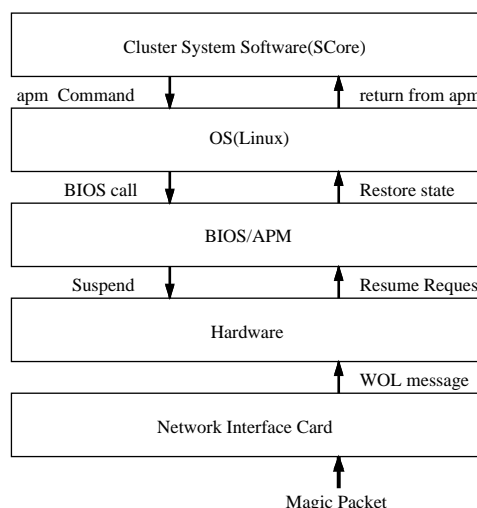 Cluster System Software(SCore)
apm Command
return from apm
OS(Linux)
BIOS call
Restore state
BIOS/APM
Suspend
Resume Reques
Hardware
WOL message
Network Interface Card
Magic Packet